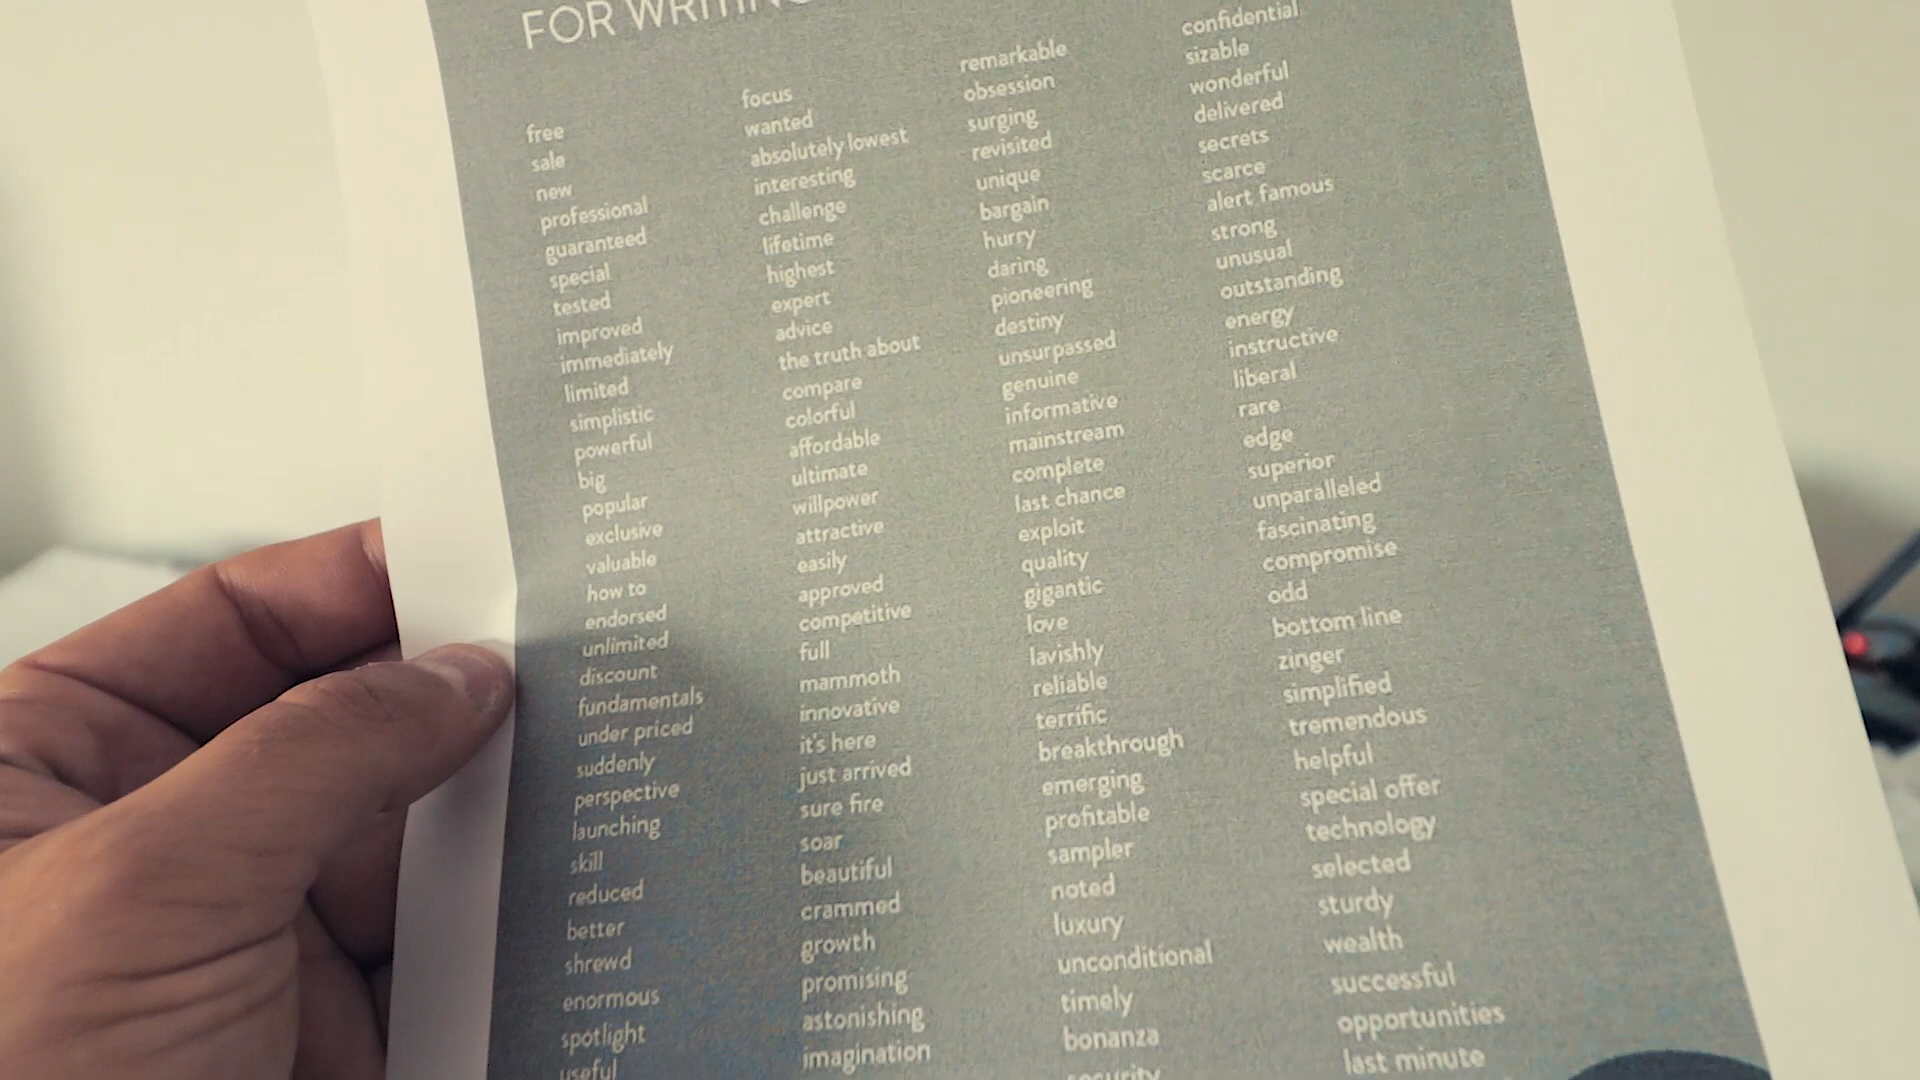 FOR WRITING
free
sale
new
professional
guaranteed
special
tested
improved
immediately
limited
simplistic
powerful
big
popular
exclusive
valuable
how to
endorsed
unlimited
discount
fundamentals
under priced
suddenly
perspective
launching
skill
reduced
better
shrewd
enormous
spotlight
useful
focus
wanted
absolutely lowest
interesting
challenge
lifetime
highest
expert
advice
the truth about
compare
colorful
affordable
ultimate
willpower
attractive
easily
approved
competitive
full
mammoth
innovative
it's here
just arrived
sure fire
soar
beautiful
crammed
growth
promising
astonishing
imagination
remarkable
obsession
surging
revisited
unique
bargain
hurry
daring
pioneering
destiny
unsurpassed
genuine
informative
mainstream
complete
last chance
exploit
quality
gigantic
love
lavishly
reliable
terrific
breakthrough
emerging
profitable
sampler
noted
luxury
unconditional
timely
bonanza
security
confidential
sizable
wonderful
delivered
secrets
scarce
alert famous
strong
unusual
outstanding
energy
instructive
liberal
rare
edge
superior
unparalleled
fascinating
compromise
odd
bottom line
zinger
simplified
tremendous
helpful
special offer
technology
selected
sturdy
wealth
successful
opportunities
last minute